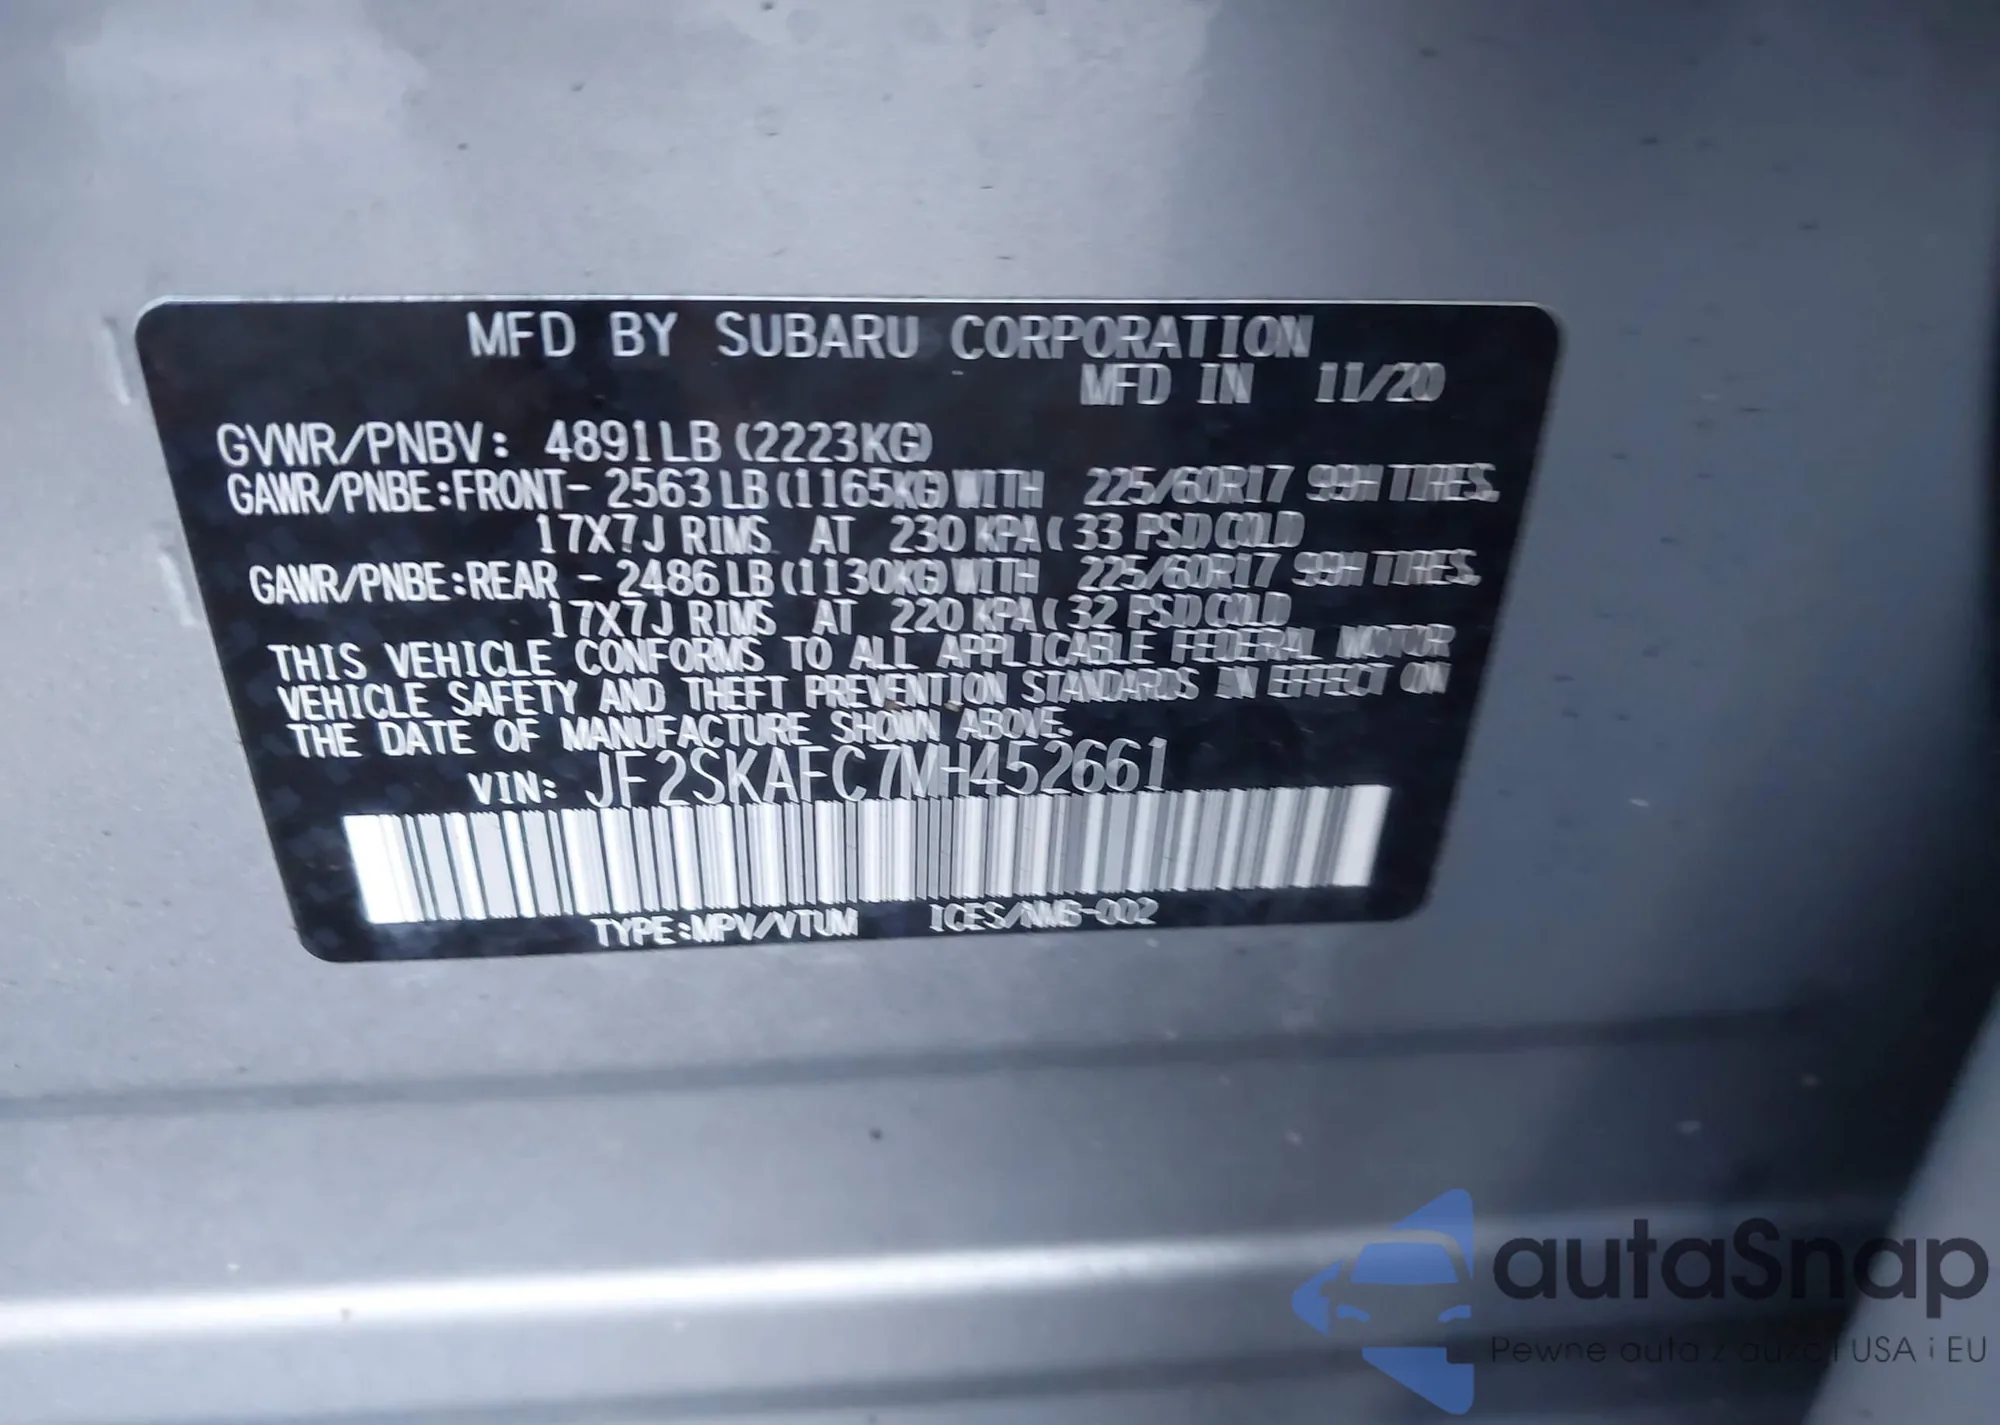 MFD BY SUBARU CORPORATION
MFD IN 11/20
GVWR/PNBV: 4891LB (2223KG)
GAWR/PNBE:FRONT- 2563LB(1165KG)WITH 225/60R17 99H TIRES,
17X7J RIMS AT 230 KPA( 33 PSI)COLD
GAWR/PNBE:REAR - 2486LB(1130KG)WITH 225/60R17 99H TIRES,
17X7J RIMS AT 220 KPA( 32 PSI)COLD
THIS VEHICLE CONFORMS TO ALL APPLICABLE FEDERAL MOTOR
VEHICLE SAFETY AND THEFT PREVENTION STANDARDS IN EFFECT ON
THE DATE OF MANUFACTURE SHOWN ABOVE.
VIN: JF2SKAFC7MH452661
TYPE:MPV/VTUM ICES/NMB-002
autaSnap
Pewne auta z aukcji USA i EU